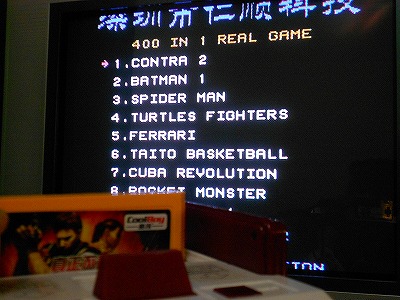 深圳市仁顺科技
400 IN 1 REAL GAME
1.CONTRA 2
2.BATMAN 1
3.SPIDER MAN
4.TURTLES FIGHTERS
5.FERRARI
6.TAITO BASKETBALL
7.CUBA REVOLUTION
8.ROCKET MONSTER
CoolBoy